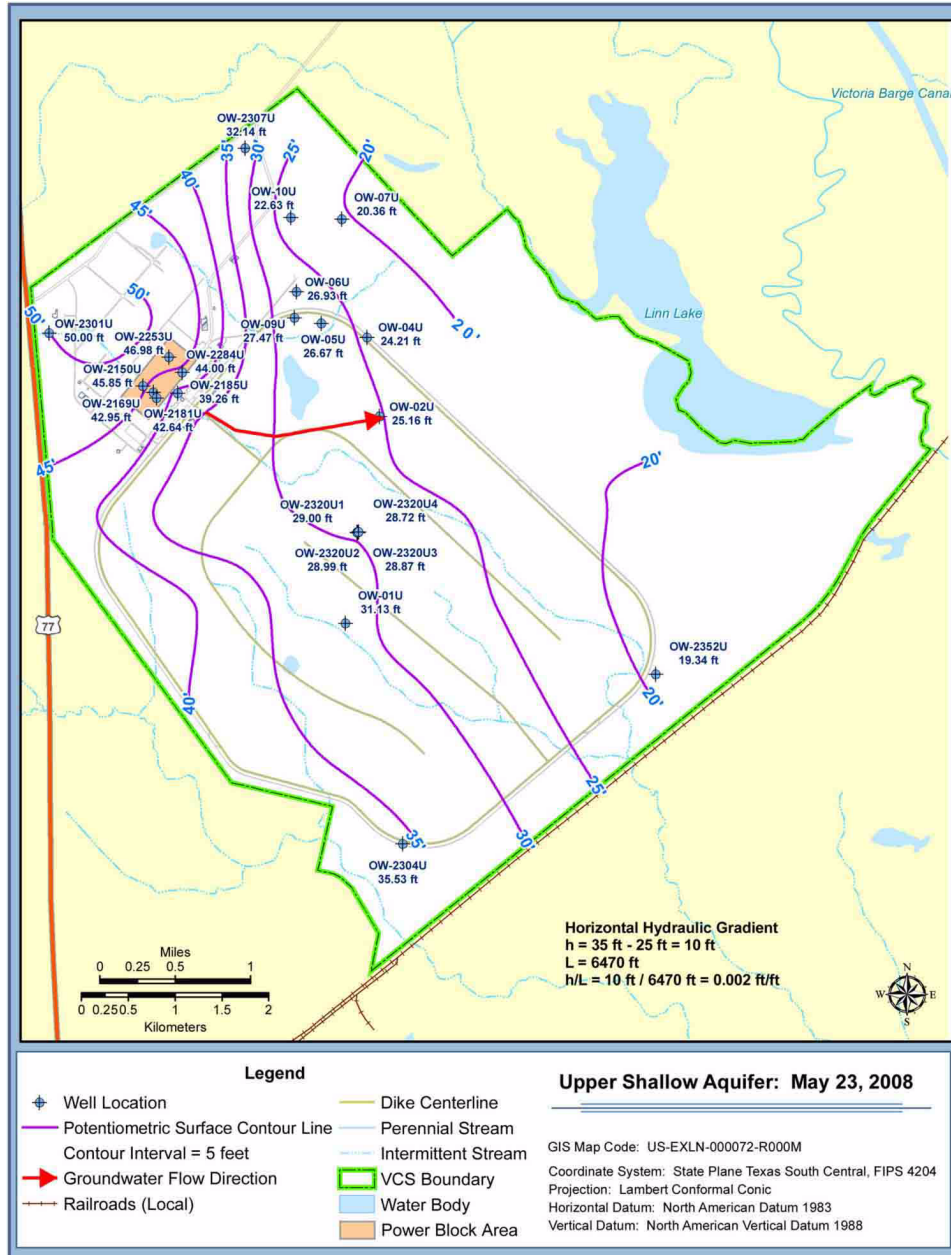 Victoria Barge Canal
OW-2307U
32.14 ft
35'
30'
25'
20'
40'
45'
OW-10U
22.63 ft
OW-07U
20.36 ft
50'
50'
OW-2301U
50.00 ft
OW-2253U
46.98 ft
OW-06U
26.93 ft
OW-09U
27.47 ft
OW-05U
26.67 ft
OW-04U
24.21 ft
20'
Linn Lake
OW-2284U
44.00 ft
OW-2150U
45.85 ft
OW-2185U
39.26 ft
OW-2169U
42.95 ft
OW-2181U
42.64 ft
OW-02U
25.16 ft
45'
20'
OW-2320U1
29.00 ft
OW-2320U4
28.72 ft
OW-2320U2
28.99 ft
OW-2320U3
28.87 ft
OW-01U
31.13 ft
77
OW-2352U
19.34 ft
20'
40'
25'
35'
30'
OW-2304U
35.53 ft
Horizontal Hydraulic Gradient
h = 35 ft - 25 ft = 10 ft
L = 6470 ft
h/L = 10 ft / 6470 ft = 0.002 ft/ft
Miles
0 0.25 0.5 1
0 0.25 0.5 1 1.5 2
Kilometers
N
W E
S
Legend
Well Location
Potentiometric Surface Contour Line
Contour Interval = 5 feet
Groundwater Flow Direction
Railroads (Local)
Dike Centerline
Perennial Stream
Intermittent Stream
VCS Boundary
Water Body
Power Block Area
Upper Shallow Aquifer: May 23, 2008
GIS Map Code: US-EXLN-000072-R000M
Coordinate System: State Plane Texas South Central, FIPS 4204
Projection: Lambert Conformal Conic
Horizontal Datum: North American Datum 1983
Vertical Datum: North American Vertical Datum 1988